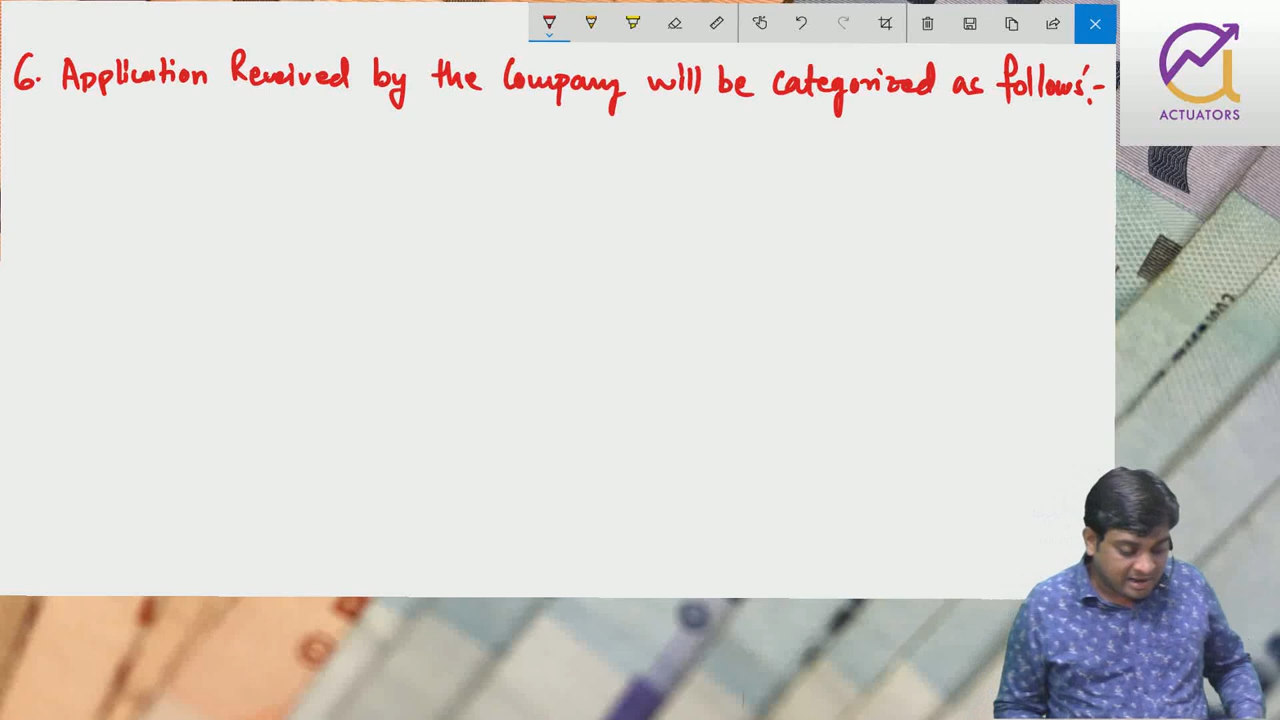 6. Application Received by the Company will be categorized as follows:-
ACTUATORS